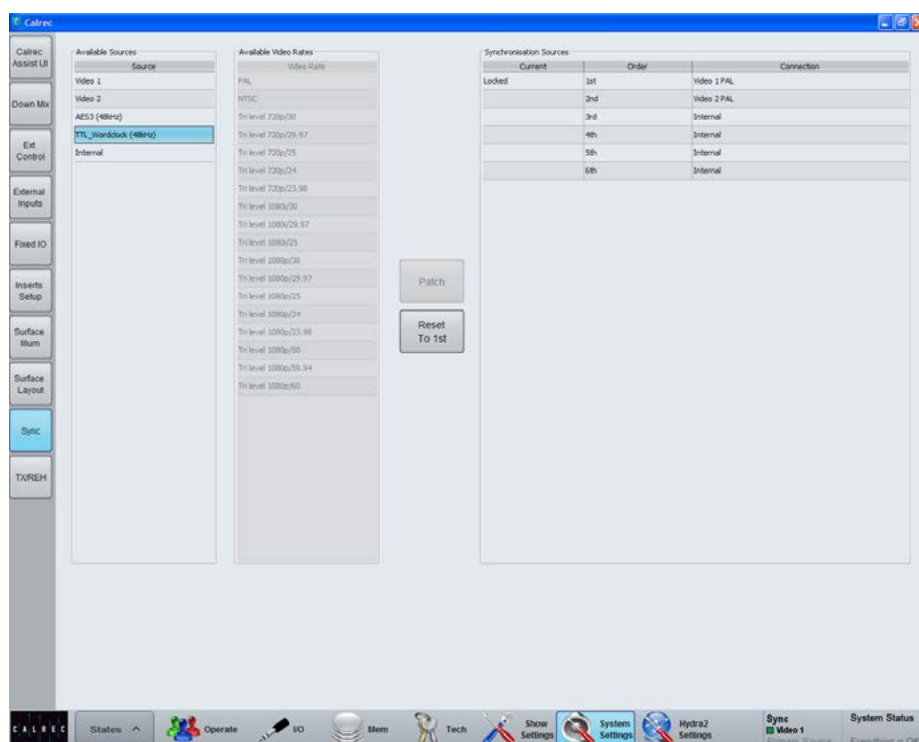 Calrec
Calrec
Assist UI
Down Mix
Ext
Control
External
Inputs
Fixed IO
Inserts
Setup
Surface
Illum
Surface
Layout
Sync
TX/REH
Available Sources
Source
Video 1
Video 2
AES3 (48kHz)
TTL_Wordclock (48kHz)
Internal
Available Video Rates
Video Rate
PAL
NTSC
Tri level 720p/30
Tri level 720p/29.97
Tri level 720p/25
Tri level 720p/24
Tri level 720p/23.98
Tri level 1080i/30
Tri level 1080i/29.97
Tri level 1080i/25
Tri level 1080p/30
Tri level 1080p/29.97
Tri level 1080p/25
Tri level 1080p/24
Tri level 1080p/23.98
Tri level 1080p/50
Tri level 1080p/59.94
Tri level 1080p/60
Patch
Reset
To 1st
Synchronisation Sources
Current Order Connection
Locked 1st Video 1 PAL
2nd Video 2 PAL
3rd Internal
4th Internal
5th Internal
6th Internal
CALREC
States
Operate
I/O
Mem
Tech
Show
Settings
System
Settings
Hydra2
Settings
Sync
Video 1
System Status